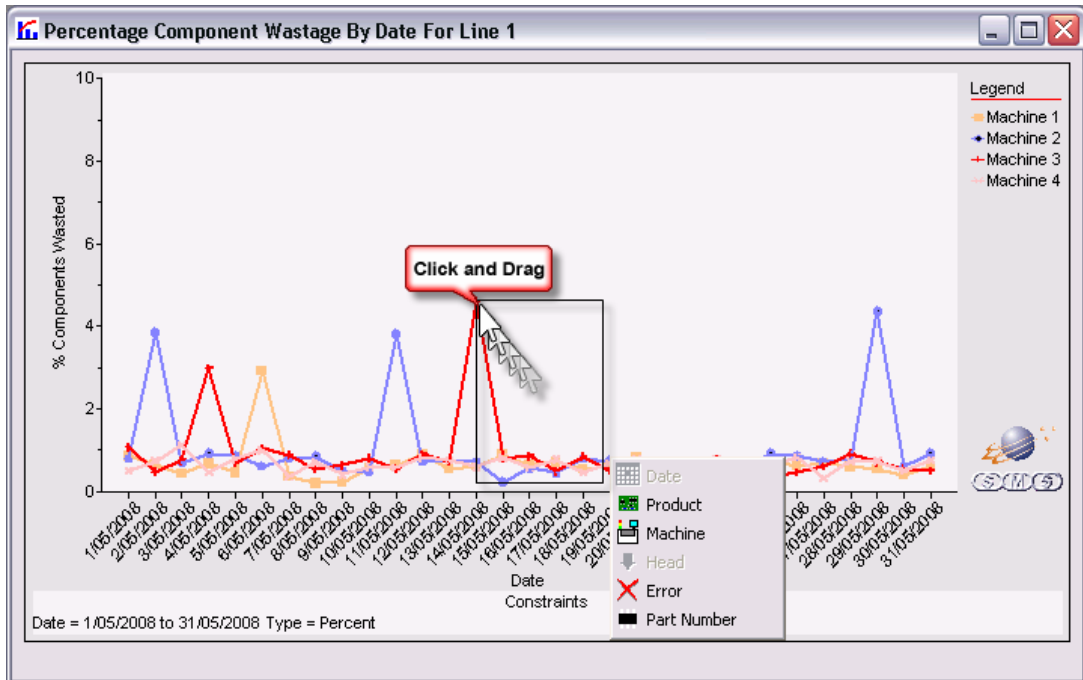 Percentage Component Wastage By Date For Line 1
10
8
6
4
2
0
% Components Wasted
Legend
Machine 1
Machine 2
Machine 3
Machine 4
Click and Drag
1/05/2008
2/05/2008
3/05/2008
4/05/2008
5/05/2008
6/05/2008
7/05/2008
8/05/2008
9/05/2008
10/05/2008
11/05/2008
12/05/2008
13/05/2008
14/05/2008
15/05/2008
16/05/2008
17/05/2008
18/05/2008
28/05/2008
29/05/2008
30/05/2008
31/05/2008
Date
Product
Machine
Head
Error
Part Number
Date
Constraints
Date = 1/05/2008 to 31/05/2008 Type = Percent
SMS